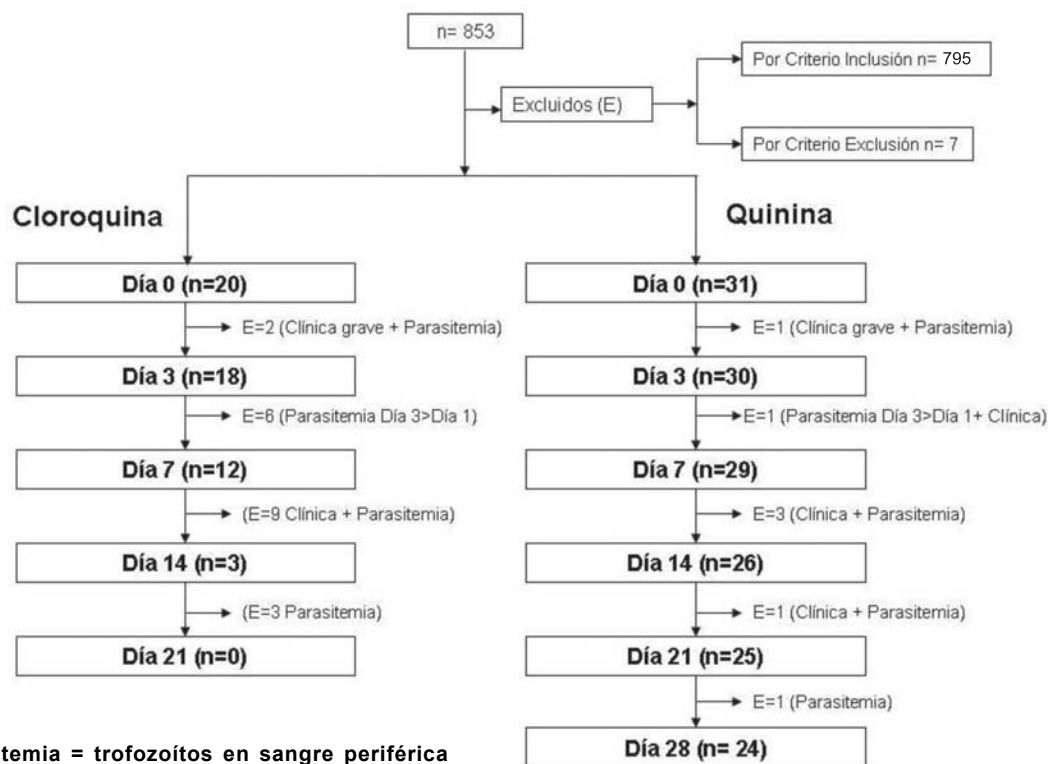 n= 853
Por Criterio Inclusión n= 795
Excluidos (E)
Por Criterio Exclusión n= 7
Cloroquina
Quinina
Día 0 (n=20)
Día 0 (n=31)
E=2 (Clínica grave + Parasitemia)
E=1 (Clínica grave + Parasitemia)
Día 3 (n=18)
Día 3 (n=30)
E=6 (Parasitemia Día 3>Día 1)
E=1 (Parasitemia Día 3>Día 1+ Clínica)
Día 7 (n=12)
Día 7 (n=29)
(E=9 Clínica + Parasitemia)
E=3 (Clínica + Parasitemia)
Día 14 (n=3)
Día 14 (n=26)
(E=3 Parasitemia)
E=1 (Clínica + Parasitemia)
Día 21 (n=0)
Día 21 (n=25)
E=1 (Parasitemia)
temia = trofozoítos en sangre periférica
Día 28 (n= 24)